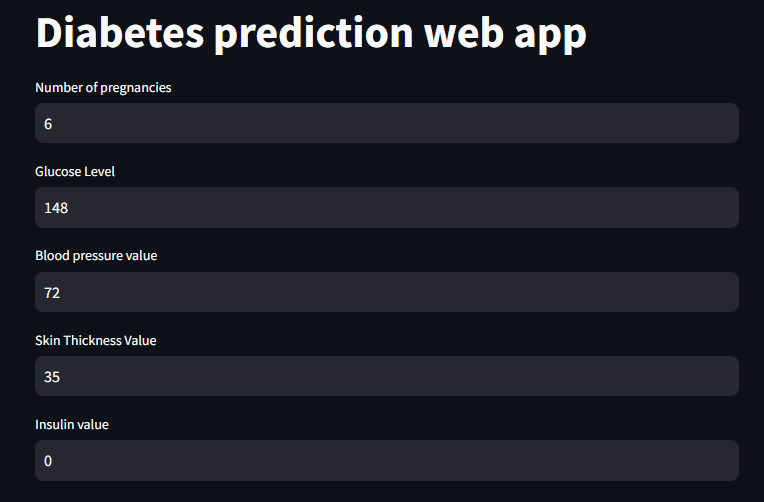 Diabetes prediction web app
Number of pregnancies
6
Glucose Level
148
Blood pressure value
72
Skin Thickness Value
35
Insulin value
0